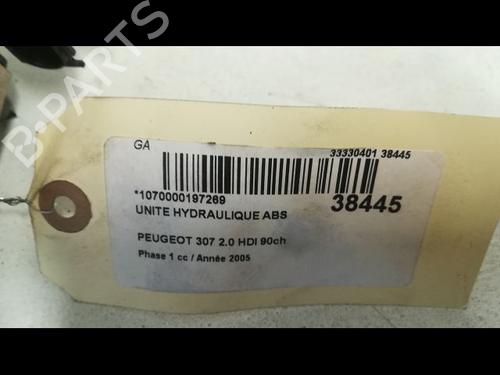 GA
33330401 38445
*1070000197269
UNITE HYDRAULIQUE ABS
38445
PEUGEOT 307 2.0 HDI 90ch
Phase 1 cc / Année 2005
B-PARTS